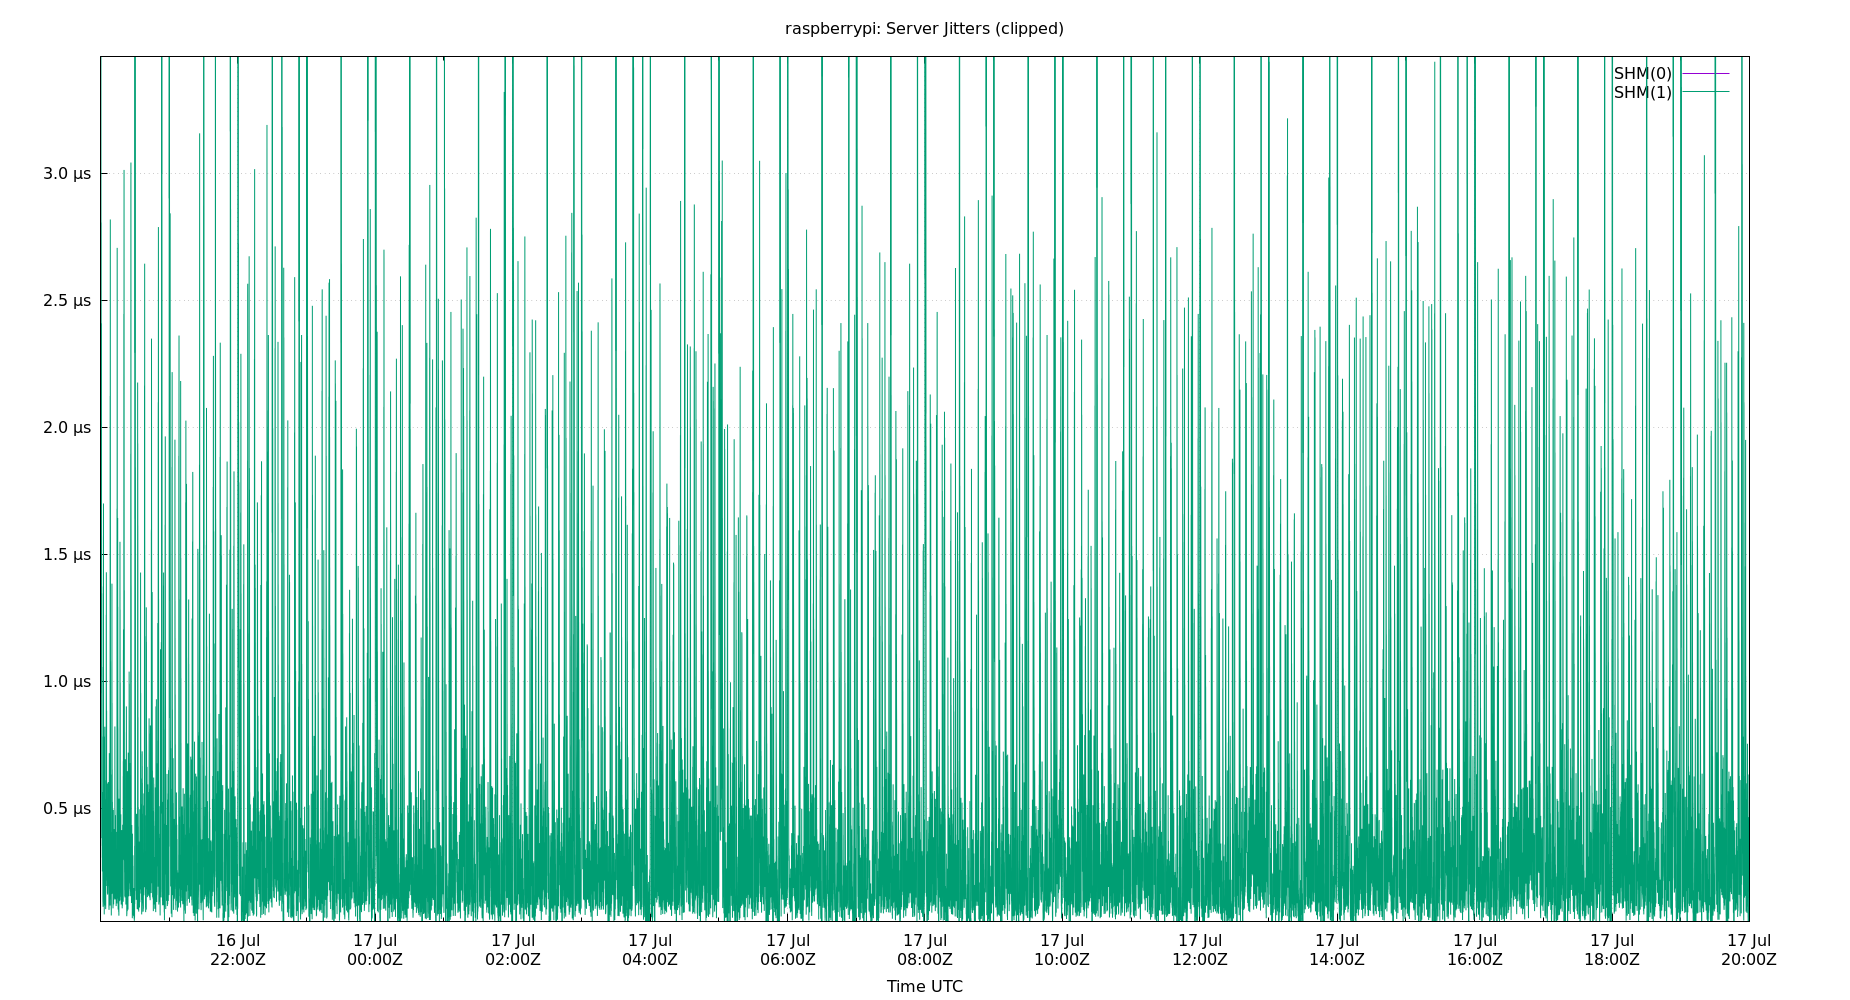 raspberrypi: Server Jitters (clipped)
SHM(0)
SHM(1)
3.0 µs
2.5 µs
2.0 µs
1.5 µs
1.0 µs
0.5 µs
16 Jul 17 Jul 17 Jul 17 Jul 17 Jul 17 Jul 17 Jul 17 Jul 17 Jul 17 Jul 17 Jul 17 Jul
22:00Z 00:00Z 02:00Z 04:00Z 06:00Z 08:00Z 10:00Z 12:00Z 14:00Z 16:00Z 18:00Z 20:00Z
Time UTC